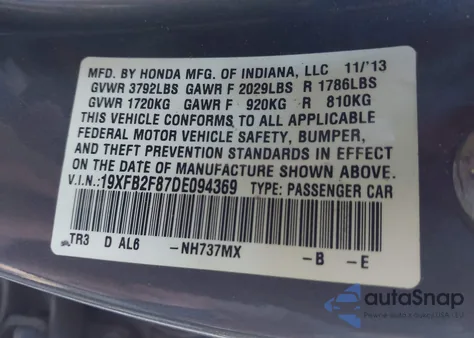 MFD. BY HONDA MFG. OF INDIANA, LLC 11/'13
GVWR 3792LBS GAWR F 2029LBS R 1786LBS
GVWR 1720KG GAWR F 920KG R 810KG
THIS VEHICLE CONFORMS TO ALL APPLICABLE
FEDERAL MOTOR VEHICLE SAFETY, BUMPER,
AND THEFT PREVENTION STANDARDS IN EFFECT
ON THE DATE OF MANUFACTURE SHOWN ABOVE.
V.I.N.:19XFB2F87DE094369 TYPE: PASSENGER CAR
TR3 D AL6 -NH737MX -B -E
autoSnap